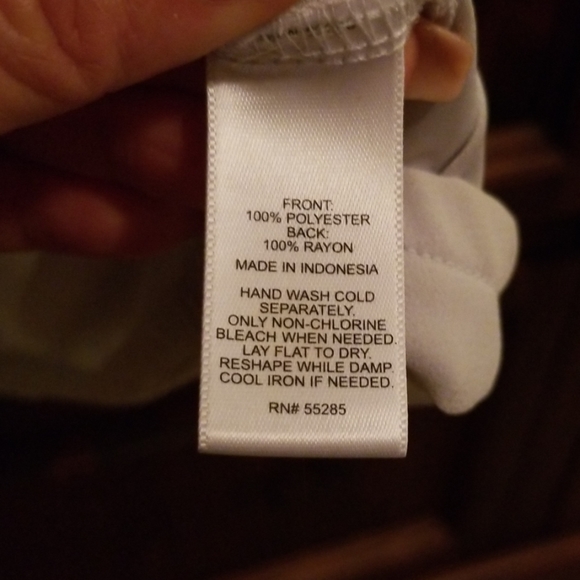 FRONT:
100% POLYESTER
BACK:
100% RAYON
MADE IN INDONESIA
HAND WASH COLD
SEPARATELY.
ONLY NON-CHLORINE
BLEACH WHEN NEEDED.
LAY FLAT TO DRY.
RESHAPE WHILE DAMP.
COOL IRON IF NEEDED.
RN# 55285